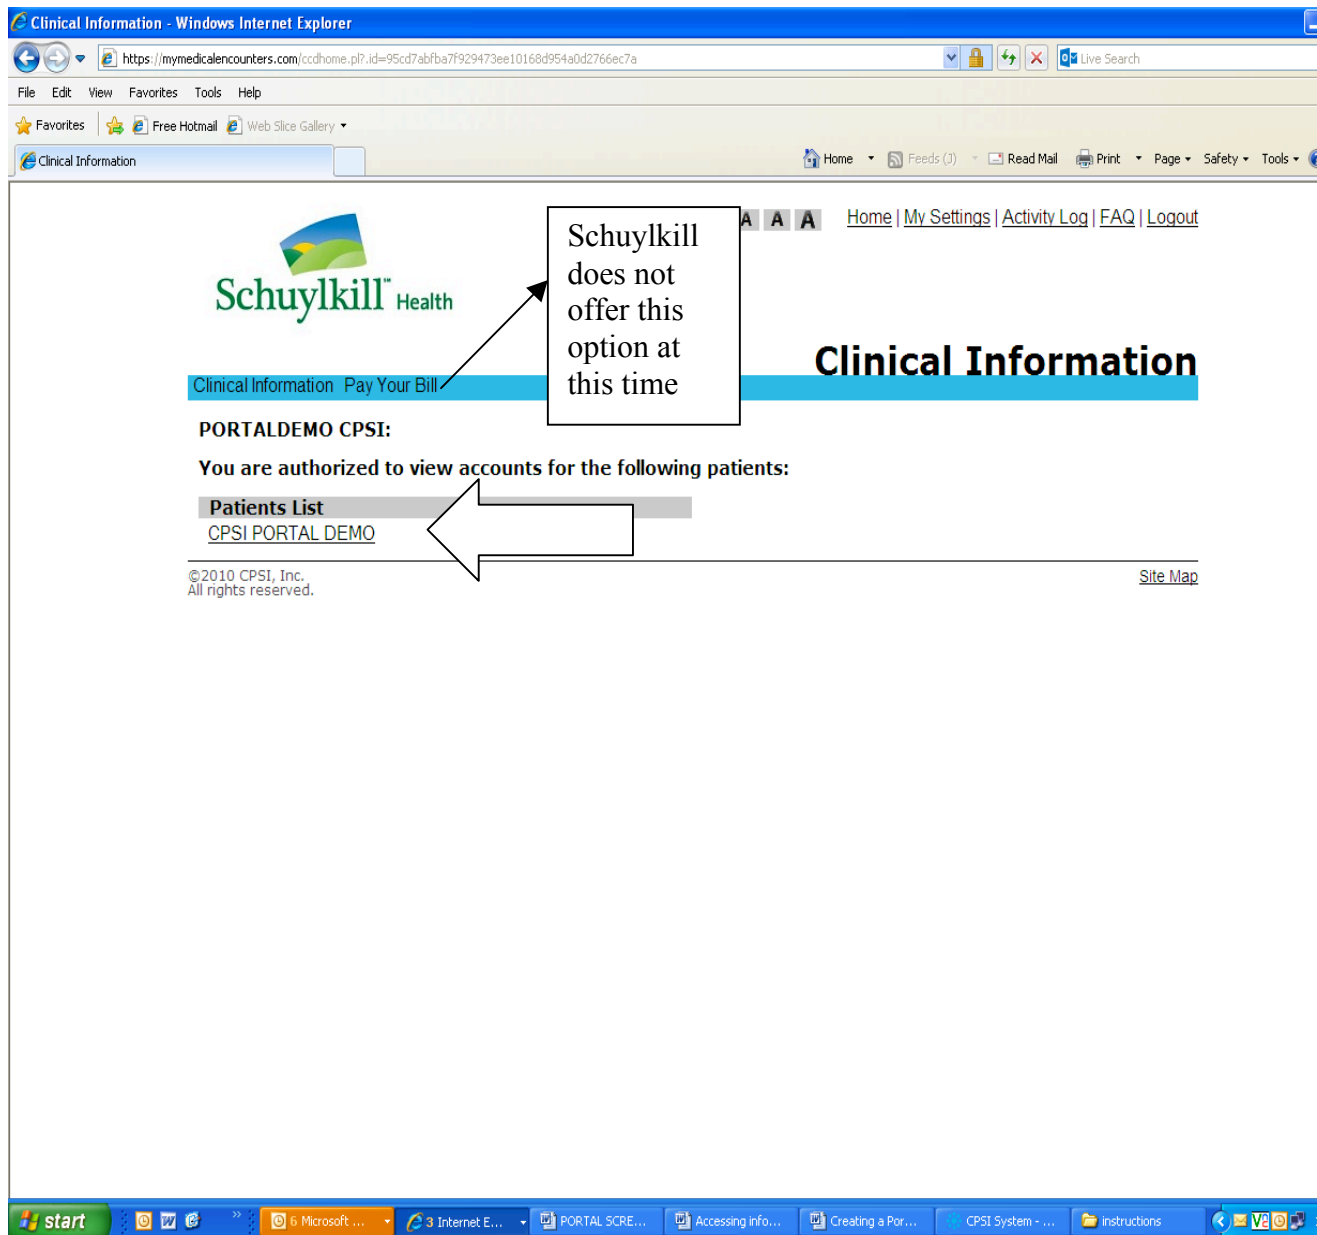 Clinical Information - Windows Internet Explorer
https://mymedicalencounters.com/ccdhome.pl?.id=95cd7abfba7f929473ee10168d954a0d2766ec7a
Live Search
File Edit View Favorites Tools Help
Favorites Free Hotmail Web Slice Gallery
Clinical Information
Home Feeds (J) Read Mail Print Page Safety Tools
A A A Home | My Settings | Activity Log | FAQ | Logout
Schuylkill™ Health
Schuylkill
does not
offer this
option at
this time
Clinical Information
Clinical Information Pay Your Bill
PORTALDEMO CPSI:
You are authorized to view accounts for the following patients:
Patients List
CPSI PORTAL DEMO
©2010 CPSI, Inc.
All rights reserved.
Site Map
start 6 Microsoft ... 3 Internet E... PORTAL SCRE... Accessing info... Creating a Por... CPSI System - ... instructions